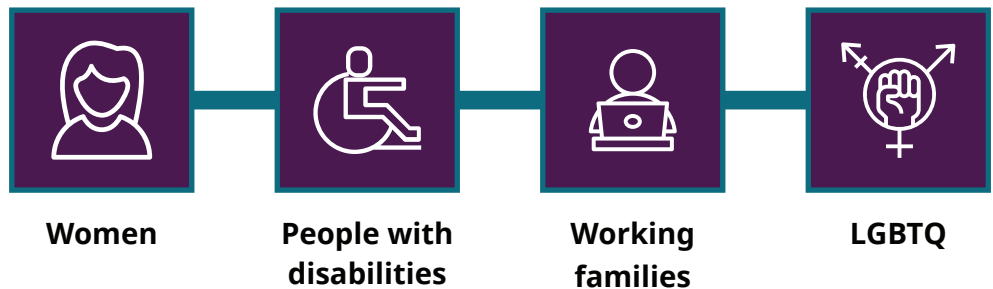 Women
People with
disabilities
Working
families
LGBTQ